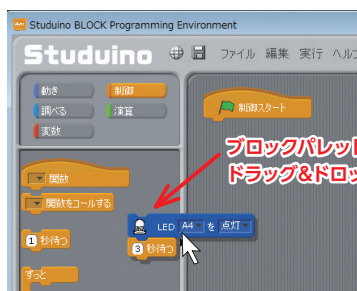 Studuino BLOCK Programming Environment
Studuino ファイル 編集 実行 ヘル
動き 制御
調べる 演算
変数
制御スタート
ブロックパレット
ドラッグ&ドロッ
関数
関数をコールする
LED A4 を 点灯
1 秒待つ
3 秒待つ
ずっと